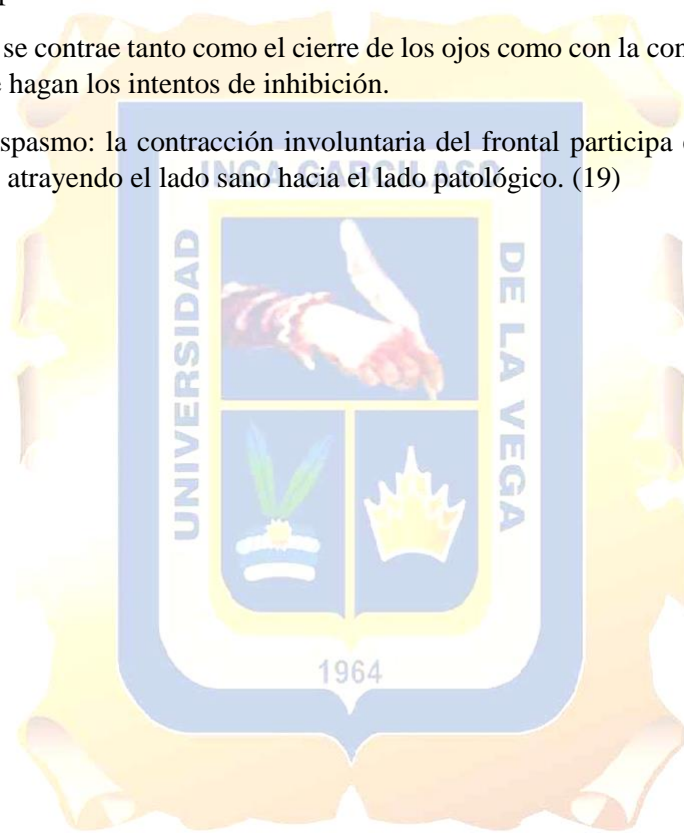 se contrae tanto como el cierre de los ojos como con la con
hagan los intentos de inhibición.
spasmo: la contracción involuntaria del frontal participa
atrayendo el lado sano hacia el lado patológico. (19)
INCA GARCILASO
UNIVERSIDAD
DE LA VEGA
1964